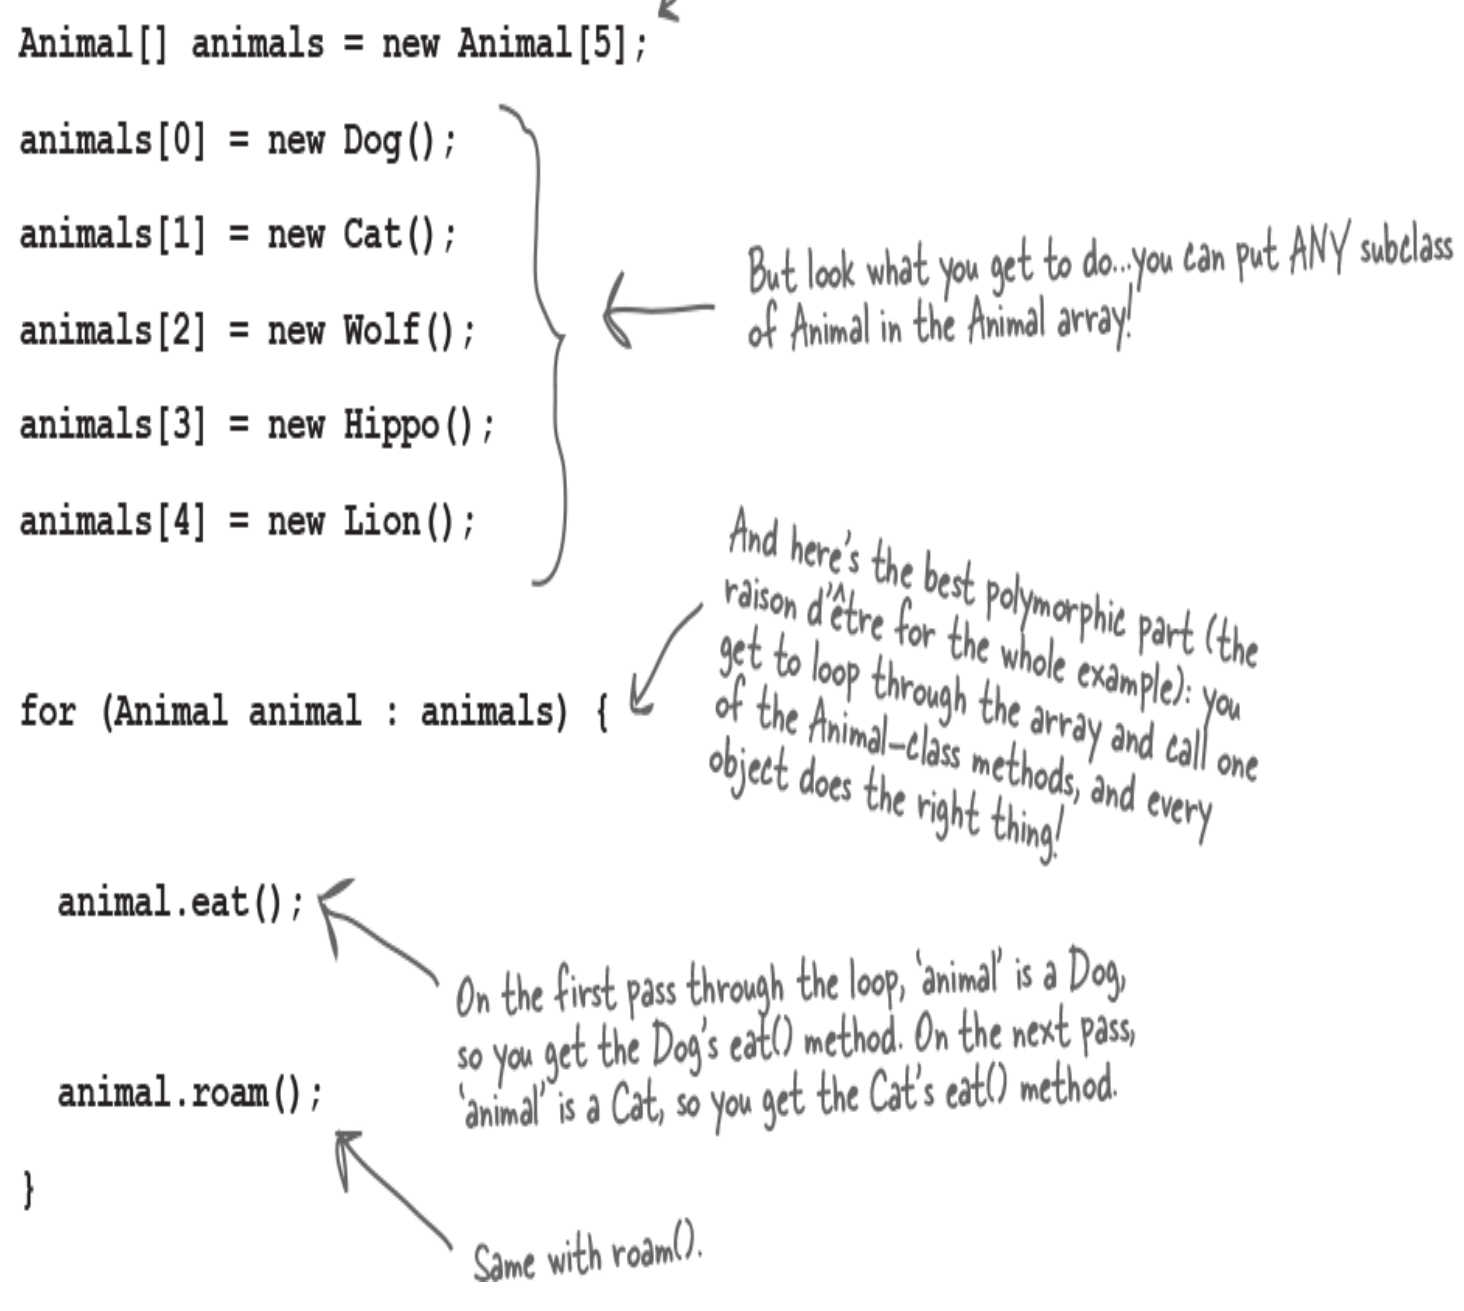 Animal[] animals = new Animal[5];
animals[0] = new Dog();
animals[1] = new Cat();
animals[2] = new Wolf();
animals[3] = new Hippo();
animals[4] = new Lion();
But look what you get to do...you can put ANY subclass
of Animal in the Animal array!
for (Animal animal : animals) {
And here's the best polymorphic part (the
raison d'être for the whole example): you
get to loop through the array and call one
of the Animal-class methods, and every
object does the right thing!
animal.eat();
On the first pass through the loop, 'animal' is a Dog,
so you get the Dog's eat() method. On the next pass,
'animal' is a Cat, so you get the Cat's eat() method.
animal.roam();
}
Same with roam().